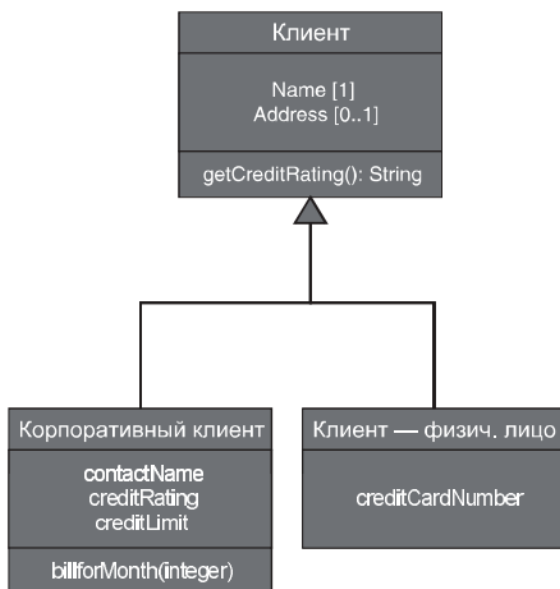 Клиент
Name [1]
Address [0..1]
getCreditRating(): String
Корпоративный клиент
contactName
creditRating
creditLimit
billforMonth(integer)
Клиент — физич. лицо
creditCardNumber